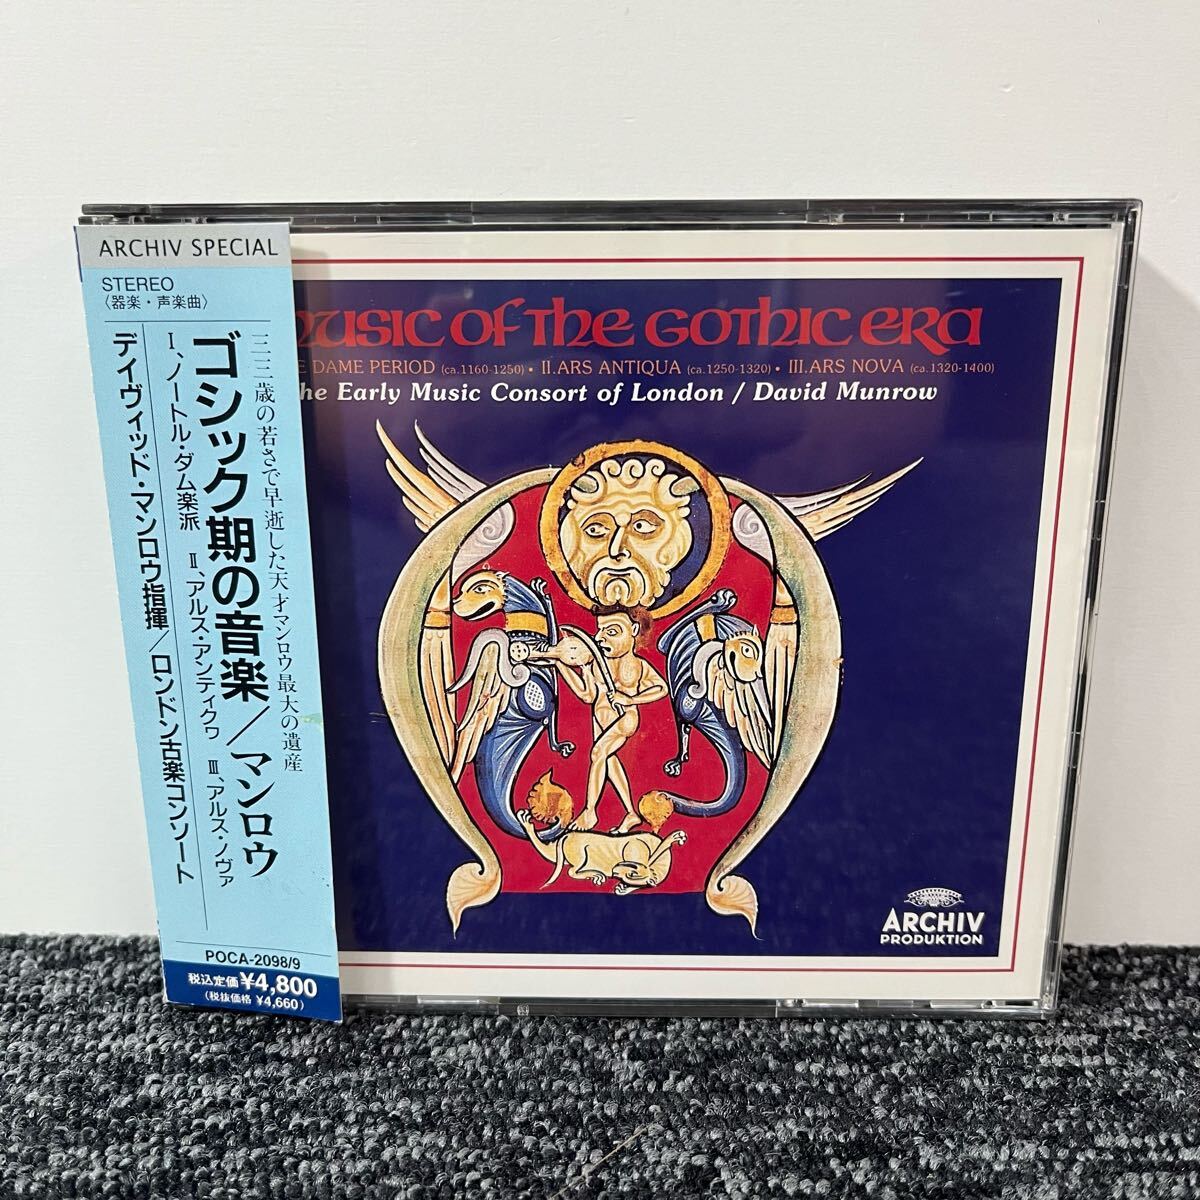 ARCHIV SPECIAL
STEREO
〈器楽・声楽曲〉
三三歳の若さで早逝した天才マンロウ最大の遺産
ゴシック期の音楽/マンロウ
I、ノートル・ダム楽派 II、アルス・アンティクヮ III、アルス・ノヴァ
デイヴィッド・マンロウ指揮/ロンドン古楽コンソート
POCA-2098/9
税込定価¥4,800
(税抜価格 ¥4,660)
music of the Gothic era
DAME PERIOD (ca.1160-1250) • II.ARS ANTIQUA (ca.1250-1320) • III.ARS NOVA (ca.1320-1400)
he Early Music Consort of London / David Munrow
ARCHIV
PRODUKTION